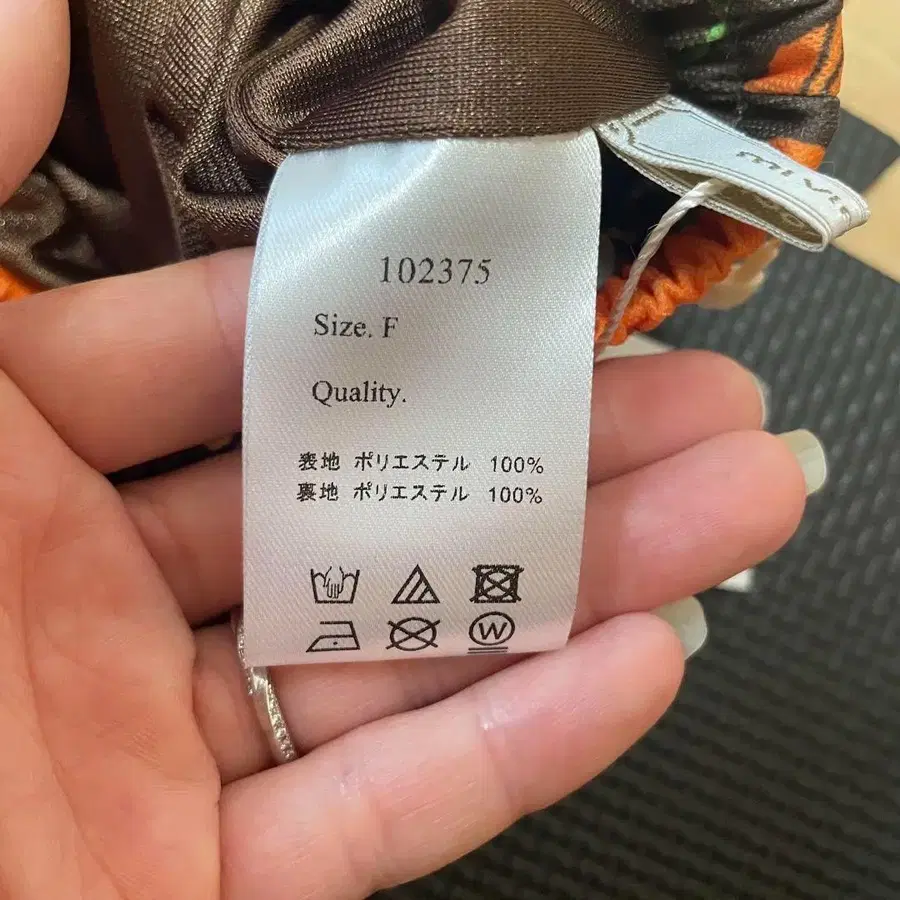 102375
Size. F
Quality.
表地 ポリエステル 100%
裏地 ポリエステル 100%
W